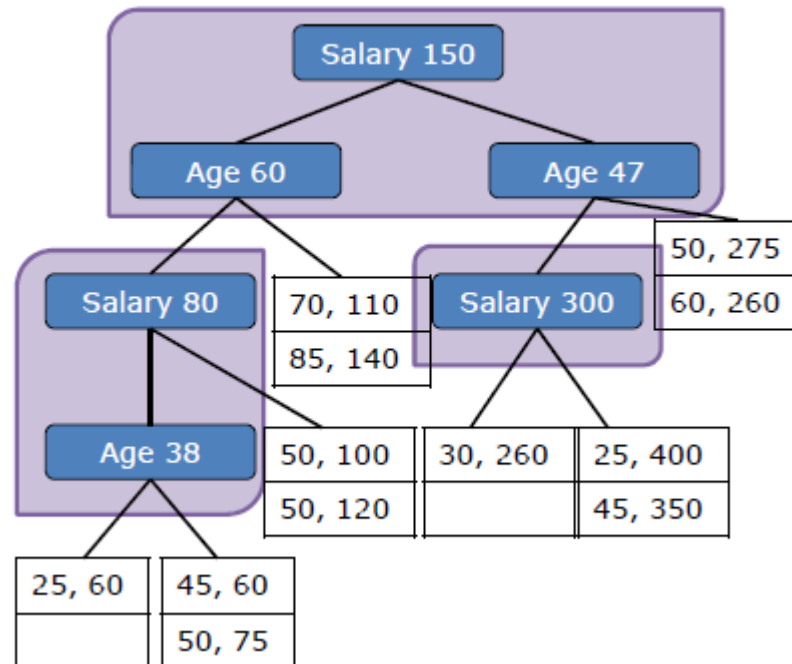 Salary 150
Age 60
Age 47
50, 275
60, 260
Salary 80
70, 110
85, 140
Salary 300
Age 38
50, 100
50, 120
30, 260
25, 400
45, 350
25, 60
45, 60
50, 75